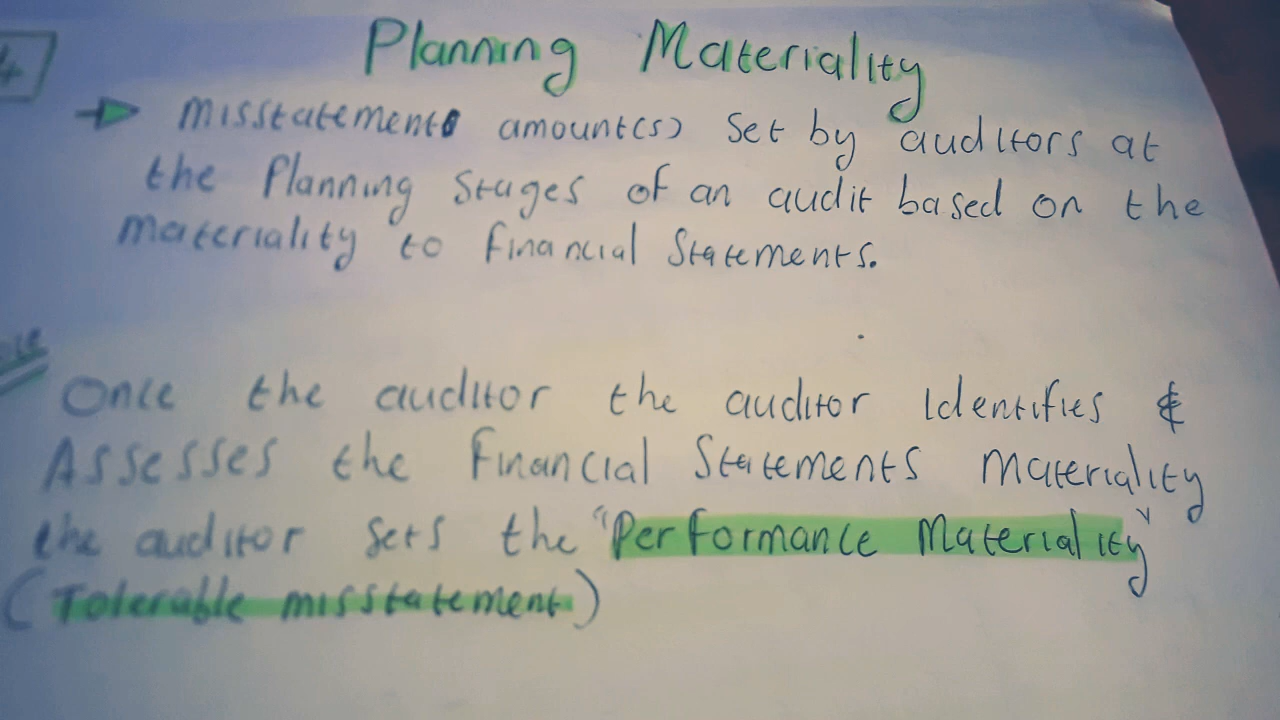 4
Planning Materiality
misstatement amount(s) Set by auditors at
the Planning Stages of an audit based on the
materiality to financial Statements.
Once the auditor the auditor identifies &
Assesses the Financial Statements Materiality
the auditor sets the "Performance Materiality"
(Tolerable misstatement)